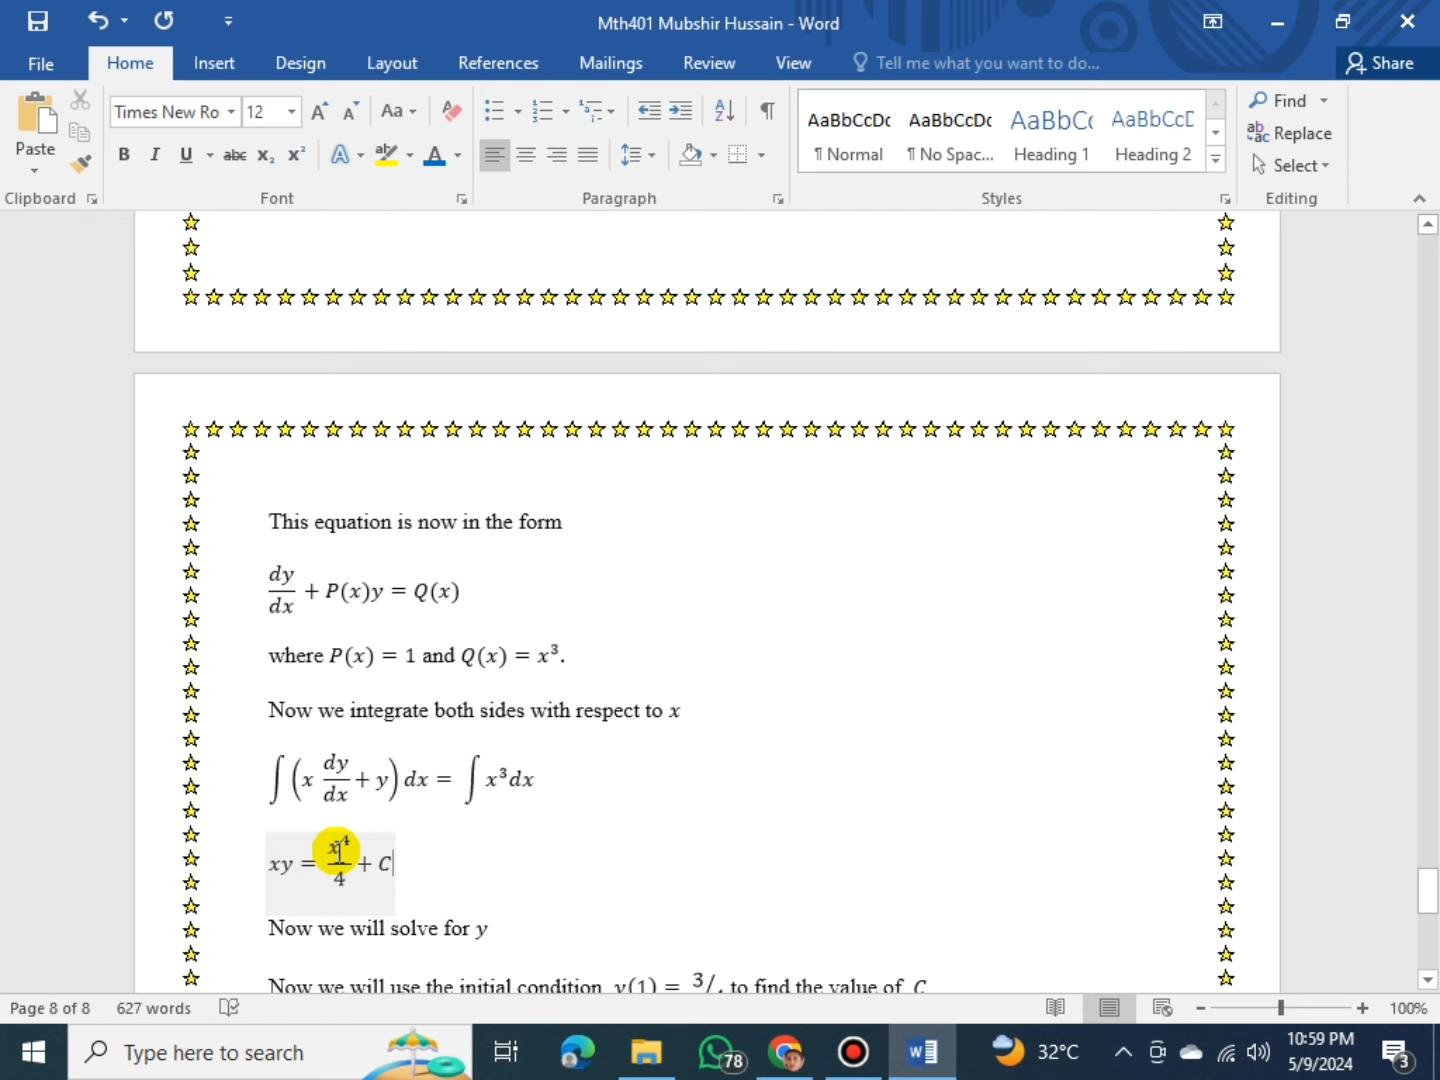 Mth401 Mubshir Hussain - Word
File Home Insert Design Layout References Mailings Review View Tell me what you want to do... Share
Paste
Times New Ro 12
Aa
B I U abc x₂ x² A ab A
AaBbCcDc AaBbCcDc AaBbCc AaBbCcD
¶ Normal ¶ No Spac... Heading 1 Heading 2
Find
Replace
Select
Clipboard Font Paragraph Styles Editing
This equation is now in the form
dy/dx + P(x)y = Q(x)
where P(x) = 1 and Q(x) = x³.
Now we integrate both sides with respect to x
∫ (x dy/dx + y) dx = ∫ x³dx
xy = x⁴/4 + C
Now we will solve for y
Now we will use the initial condition y(1) = 3/ to find the value of C
Page 8 of 8 627 words 100%
Type here to search
78
32°C
10:59 PM
5/9/2024
3